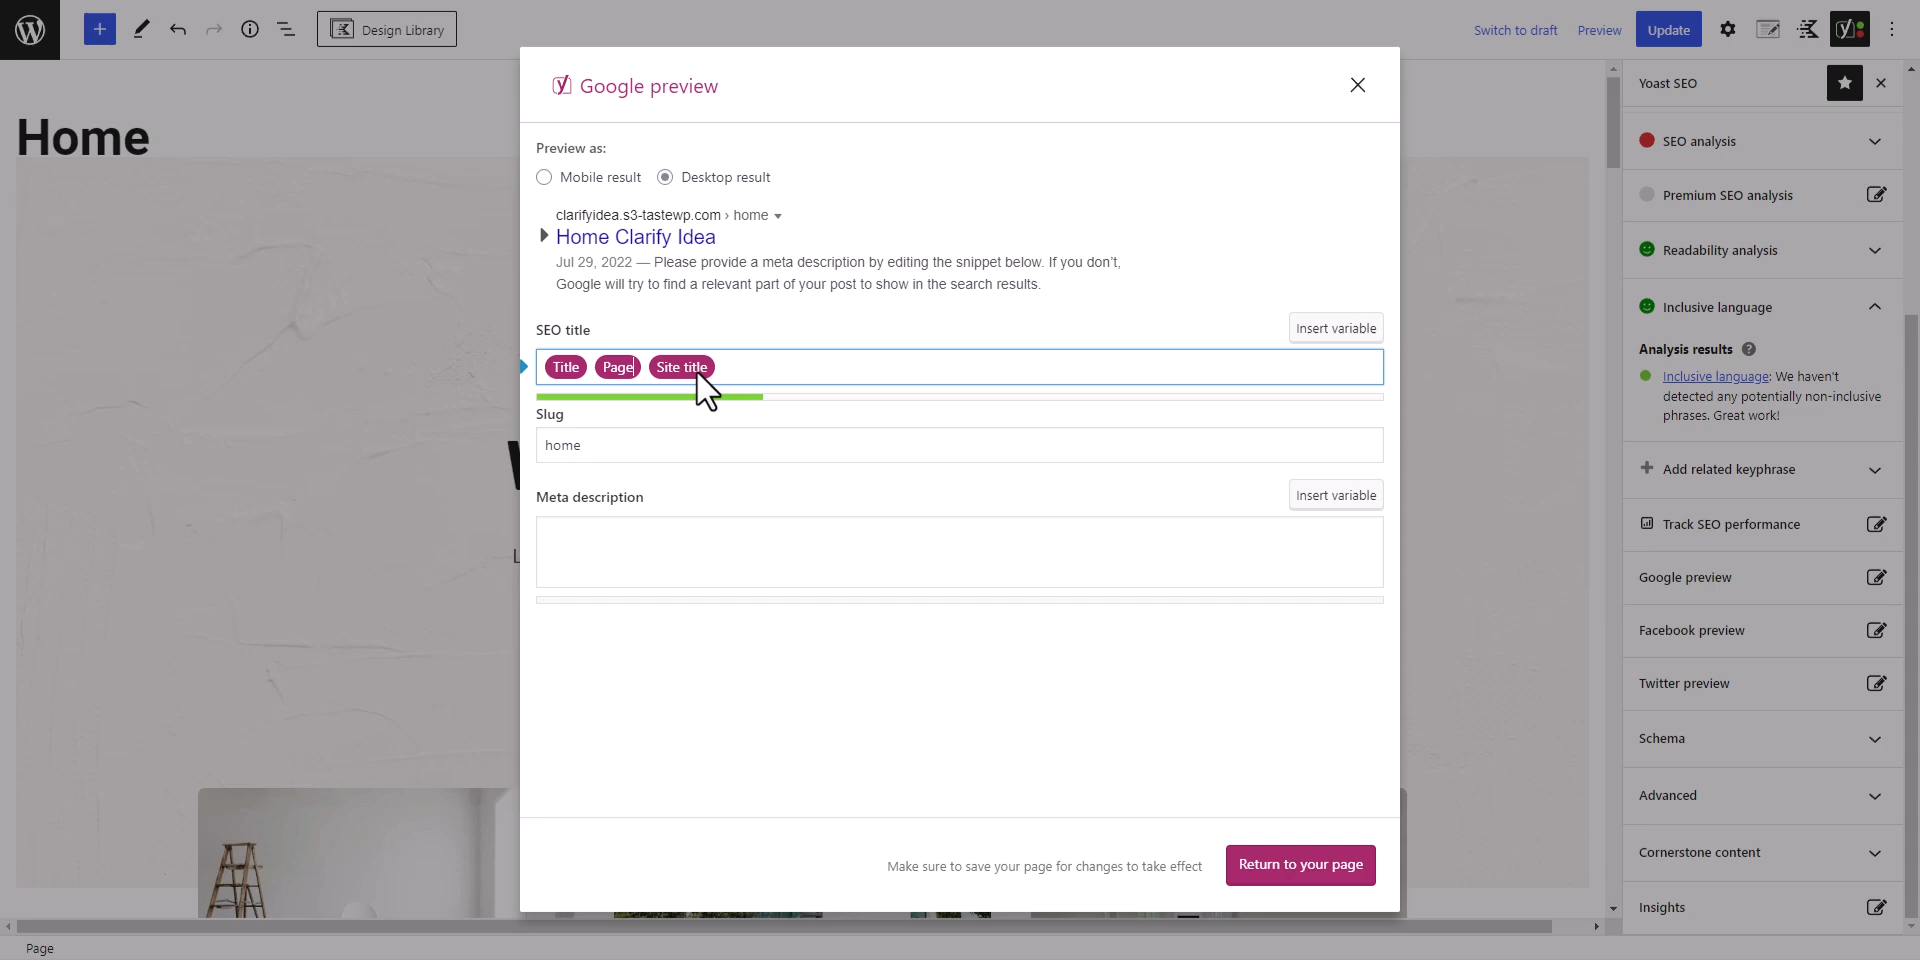 Design Library
Switch to draft
Preview
Update
Google preview
Yoast SEO
Home
Preview as:
Mobile result
Desktop result
clarifyidea.s3-tastewp.com › home
Home Clarify Idea
Jul 29, 2022 — Please provide a meta description by editing the snippet below. If you don't,
Google will try to find a relevant part of your post to show in the search results.
SEO title
Insert variable
Title
Page
Site title
Slug
home
Meta description
Insert variable
Make sure to save your page for changes to take effect
Return to your page
SEO analysis
Premium SEO analysis
Readability analysis
Inclusive language
Analysis results
Inclusive language: We haven't
detected any potentially non-inclusive
phrases. Great work!
Add related keyphrase
Track SEO performance
Google preview
Facebook preview
Twitter preview
Schema
Advanced
Cornerstone content
Insights
Page